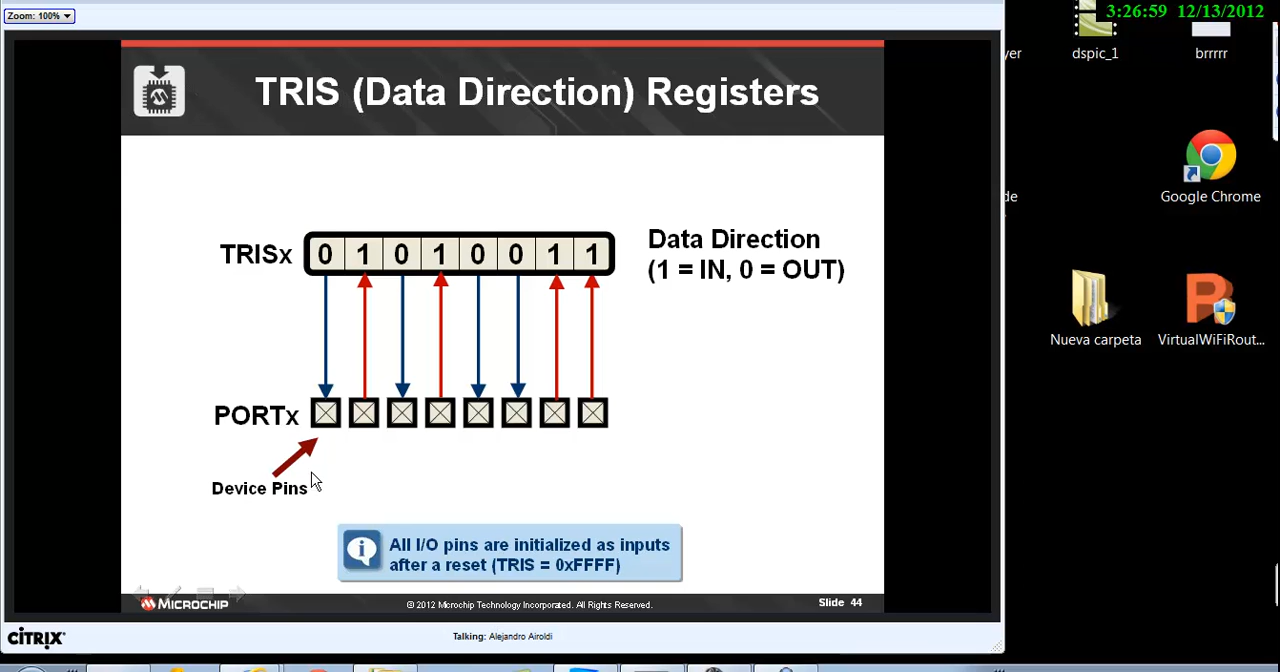 Zoom: 100%
3:26:59 12/13/2012
yer
dspic_1
brrrrr
TRIS (Data Direction) Registers
Google Chrome
de
TRISx
0 1 0 1 0 0 1 1
Data Direction
(1 = IN, 0 = OUT)
Nueva carpeta
VirtualWiFiRout...
PORTx
Device Pins
All I/O pins are initialized as inputs
after a reset (TRIS = 0xFFFF)
MICROCHIP
© 2012 Microchip Technology Incorporated. All Rights Reserved.
Slide 44
CITRIX
Talking: Alejandro Airoldi